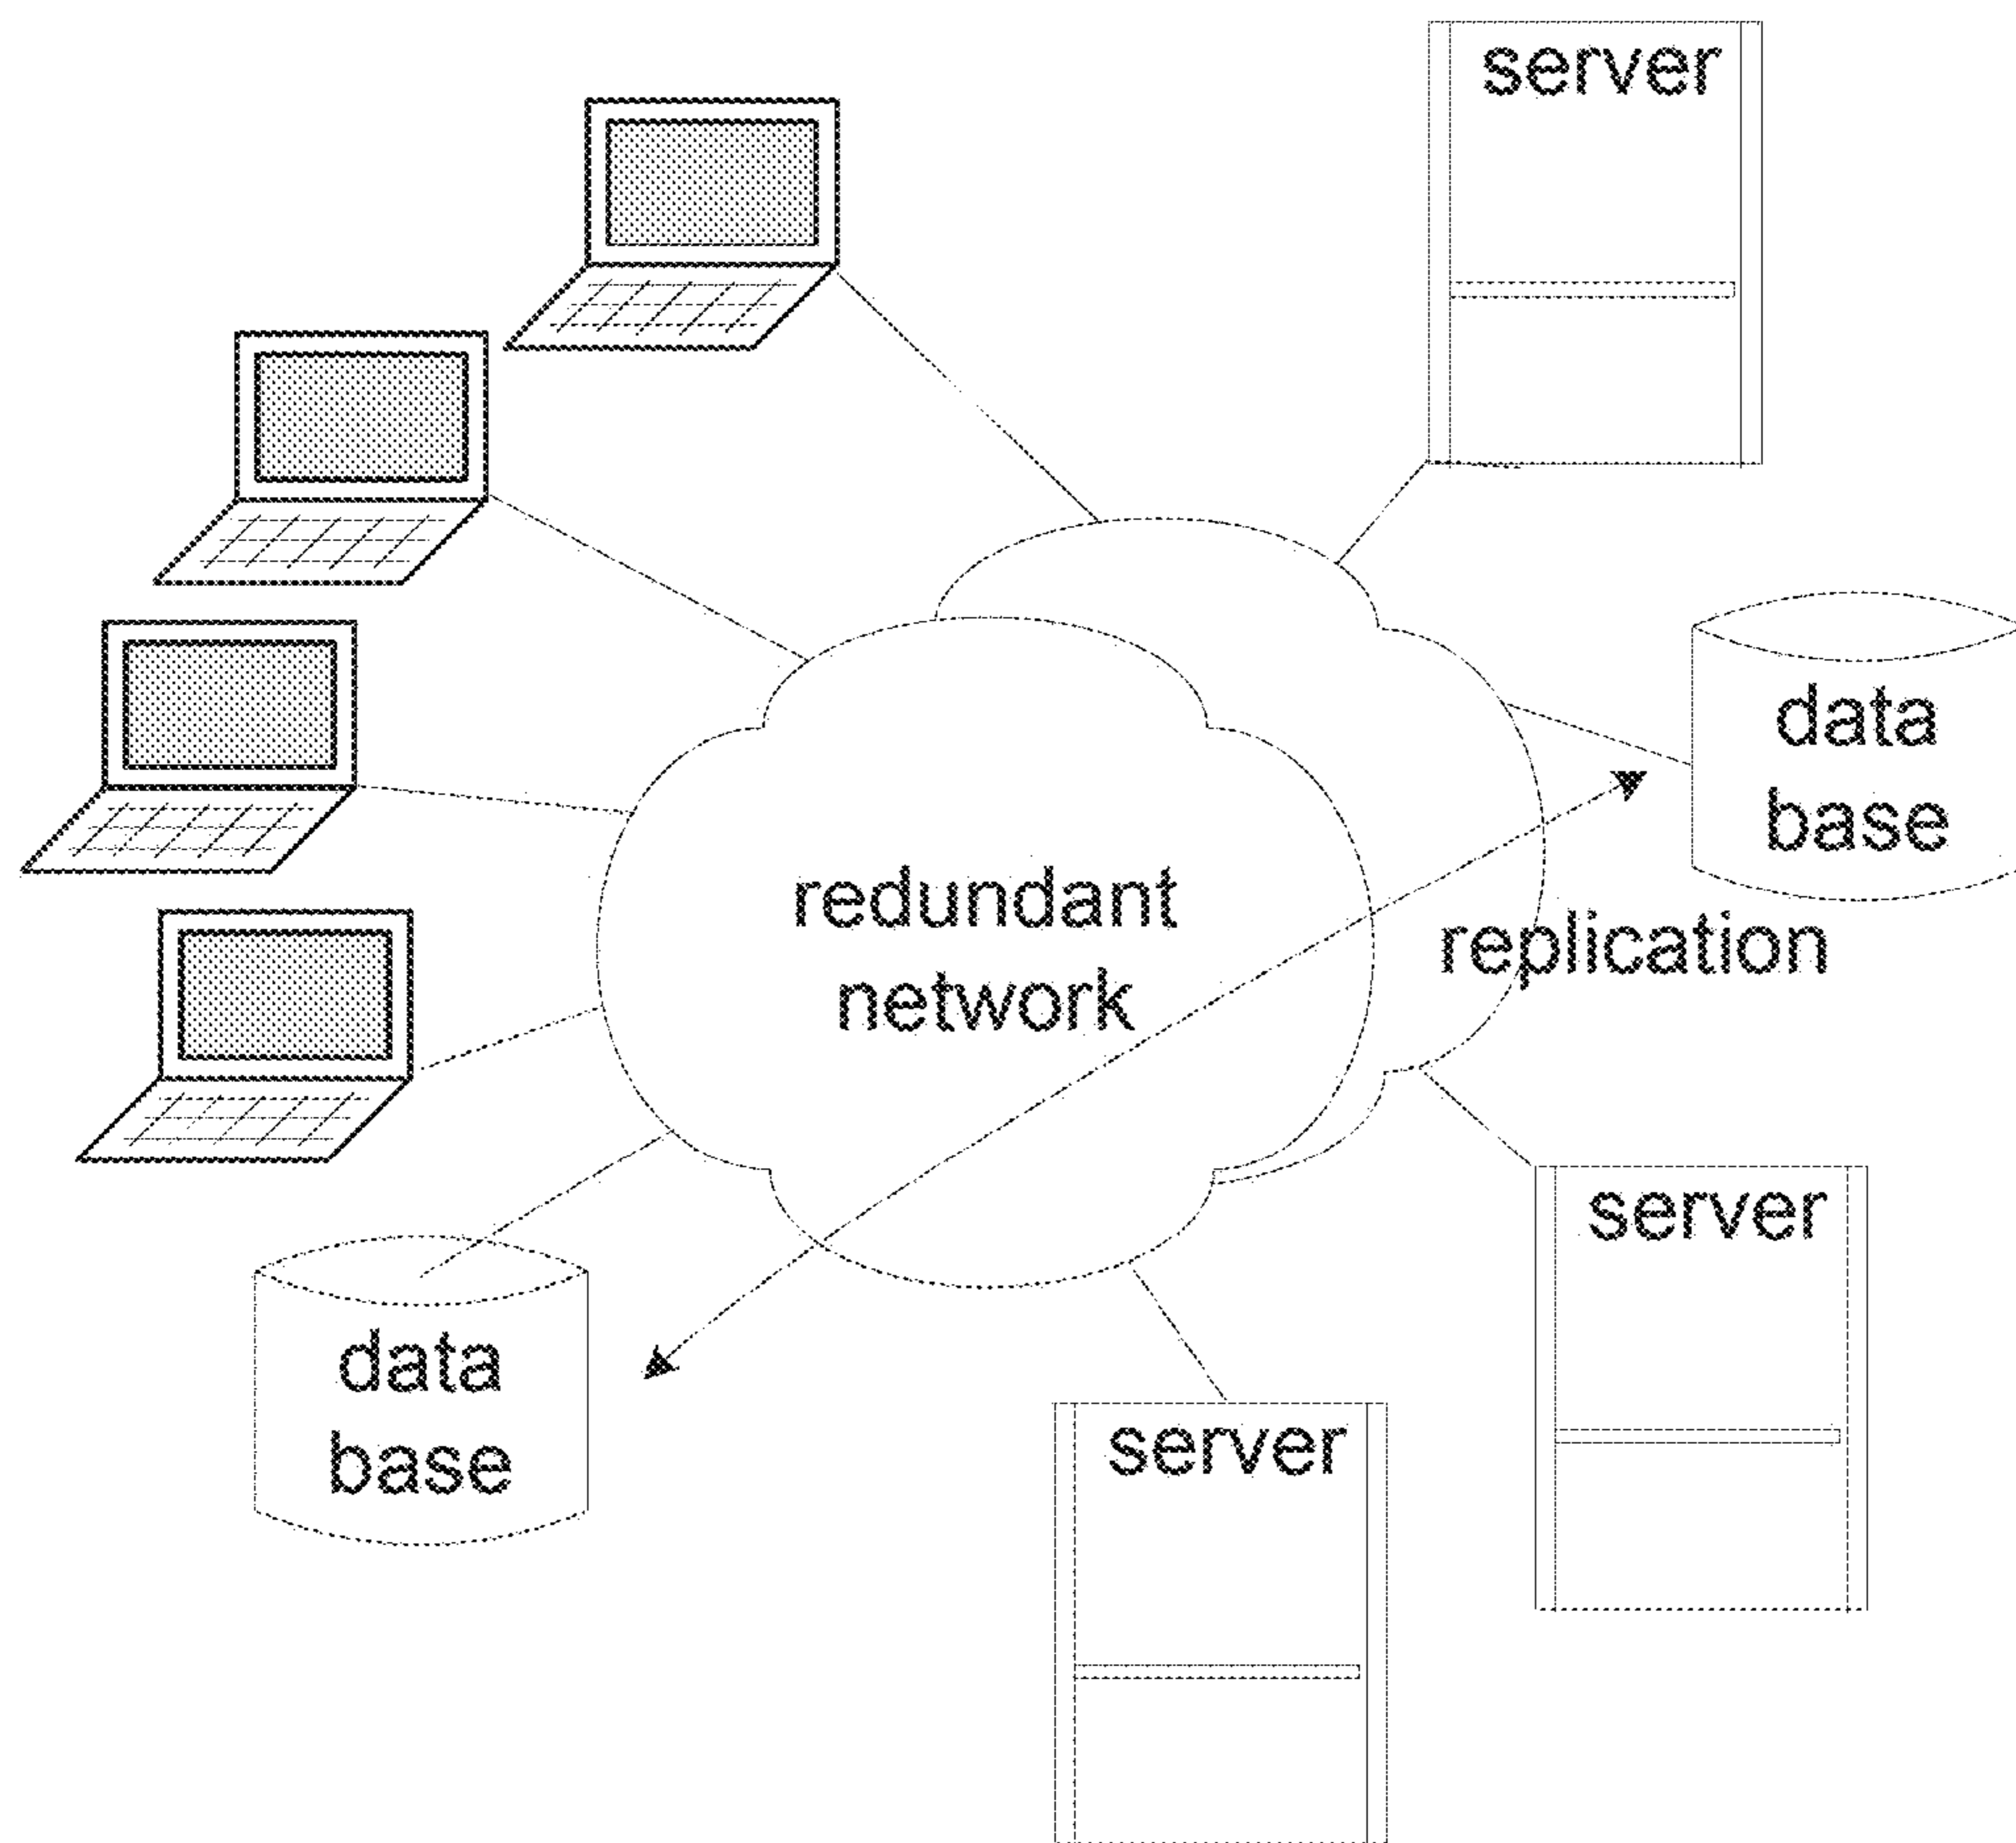 server
data
base
redundant
network
replication
server
data
base
server